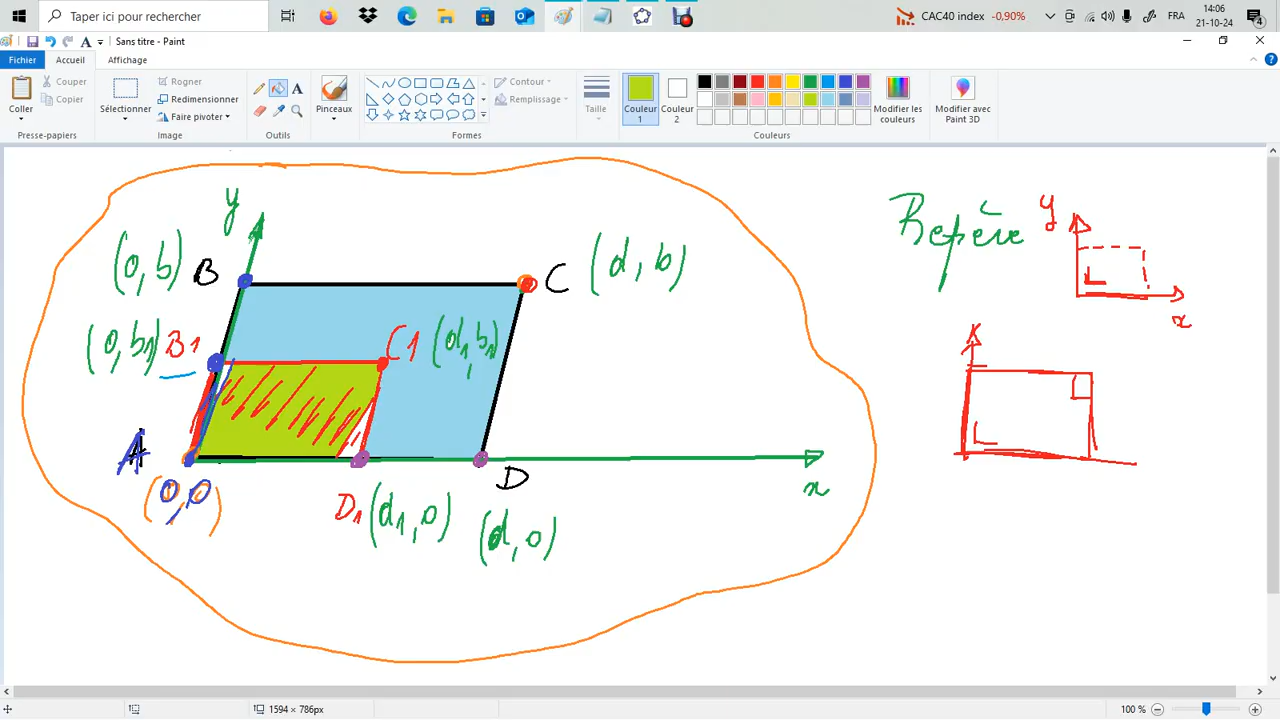 Taper ici pour rechercher
CAC40 index -0,90%
FRA
14:06
21-10-24
4
A
Sans titre - Paint
Fichier
Accueil
Affichage
Coller
Couper
Copier
Presse-papiers
Sélectionner
Rogner
Redimensionner
Faire pivoter
Image
A
Outils
Pinceaux
Contour
Remplissage
Formes
Taille
Couleur 1
Couleur 2
Modifier les couleurs
Couleurs
Modifier avec Paint 3D
y
(0, b) B
C (d, b)
(0, b1) B1
C1 (d1, b1)
A
(0,0)
D1 (d1, 0)
D
(d, 0)
x
Repère
y
x
1594 × 786px
100 %